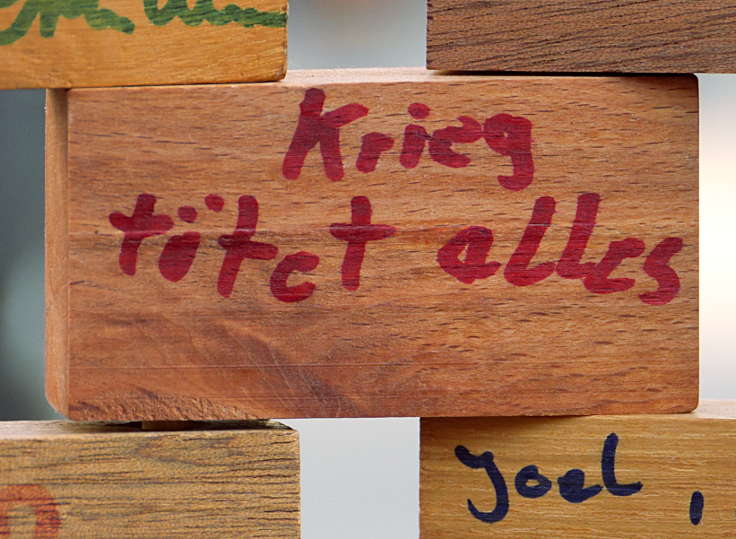 Krieg
tötet alles
Joel,